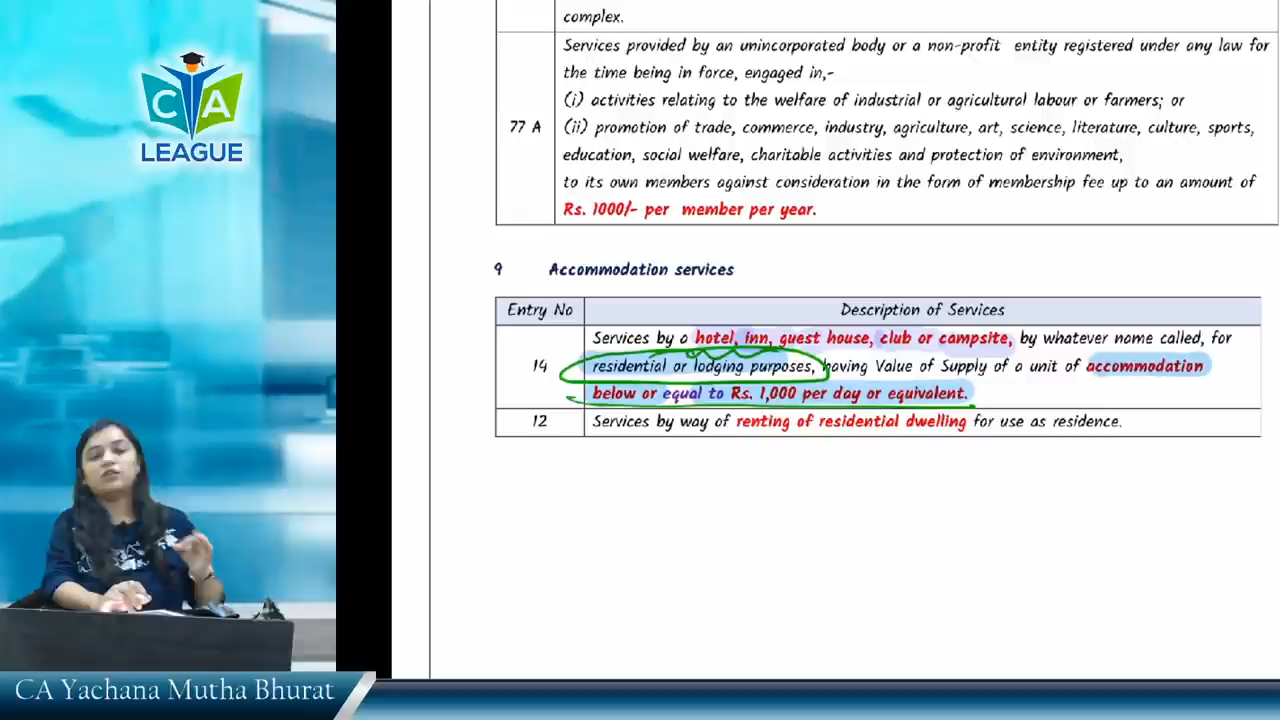 CA
LEAGUE
complex.
Services provided by an unincorporated body or a non-profit entity registered under any law for
the time being in force, engaged in,-
(i) activities relating to the welfare of industrial or agricultural labour or farmers; or
77 A
(ii) promotion of trade, commerce, industry, agriculture, art, science, literature, culture, sports,
education, social welfare, charitable activities and protection of environment,
to its own members against consideration in the form of membership fee up to an amount of
Rs. 1000/- per member per year.
9 Accommodation services
Entry No Description of Services
Services by a hotel, inn, guest house, club or campsite, by whatever name called, for
14 residential or lodging purposes, having Value of Supply of a unit of accommodation
below or equal to Rs. 1,000 per day or equivalent.
12 Services by way of renting of residential dwelling for use as residence.
CA Yachana Mutha Bhurat